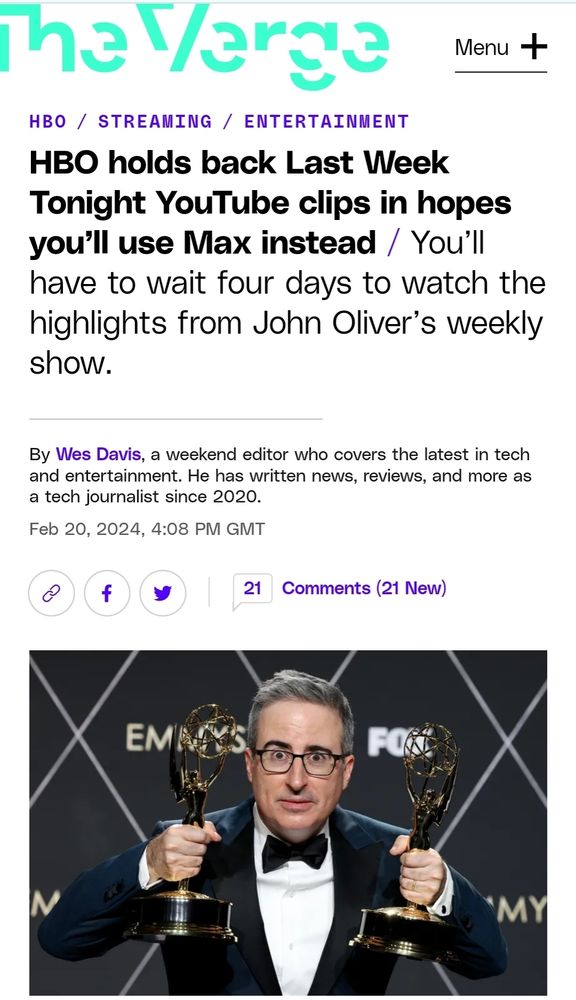 The Verge
Menu
HBO / STREAMING / ENTERTAINMENT
HBO holds back Last Week
Tonight YouTube clips in hopes
you’ll use Max instead / You’ll
have to wait four days to watch the
highlights from John Oliver’s weekly
show.
By Wes Davis, a weekend editor who covers the latest in tech
and entertainment. He has written news, reviews, and more as
a tech journalist since 2020.
Feb 20, 2024, 4:08 PM GMT
21 Comments (21 New)
EMMYS
FOX
MMY